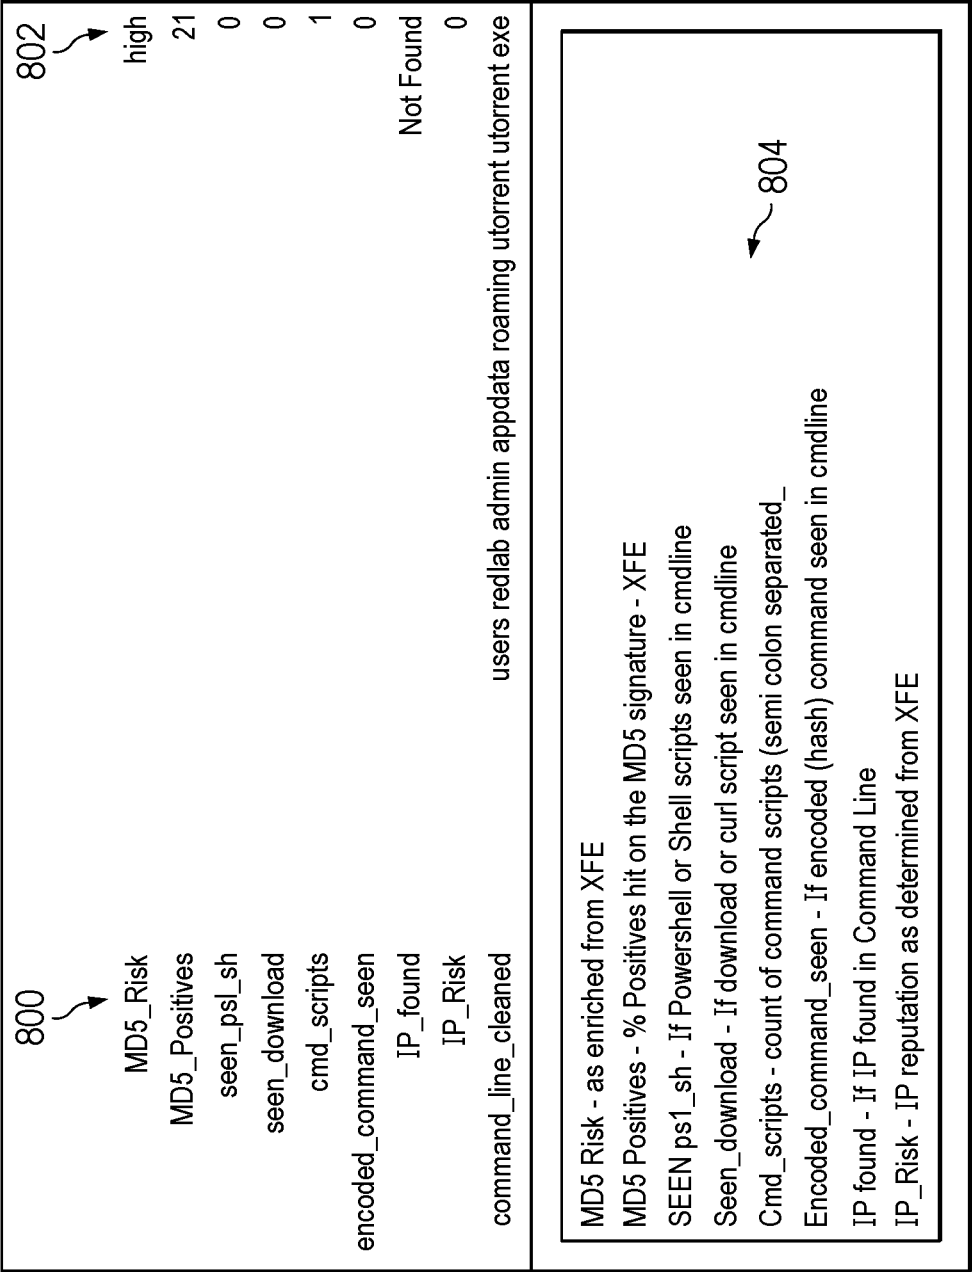 800
802
MD5_Risk high
MD5_Positives 21
seen_psl_sh 0
seen_download 0
cmd_scripts 1
encoded_command_seen 0
IP_found Not Found
IP_Risk 0
command_line_cleaned users redlab admin appdata roaming utorrent utorrent exe
MD5 Risk - as enriched from XFE
MD5 Positives - % Positives hit on the MD5 signature - XFE
SEEN ps1_sh - If Powershell or Shell scripts seen in cmdline
Seen_download - If download or curl script seen in cmdline
Cmd_scripts - count of command scripts (semi colon separated_
Encoded_command_seen - If encoded (hash) command seen in cmdline
IP found - If IP found in Command Line
IP_Risk - IP reputation as determined from XFE
804